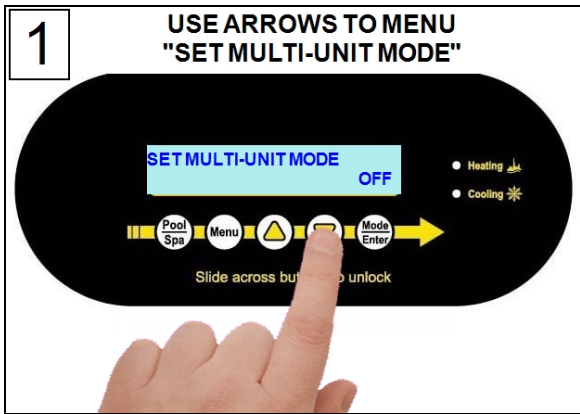 1
USE ARROWS TO MENU
"SET MULTI-UNIT MODE"
SET MULTI-UNIT MODE
OFF
Heating
Cooling
Pool
Spa
Menu
Mode
Enter
Slide across but o unlock